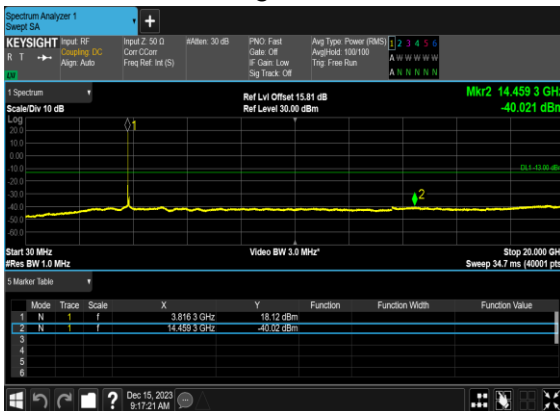 Spectrum Analyzer 1
Swept SA
KEYSIGHT Input: RF Input Z: 50 Ω #Atten: 30 dB PNO: Fast Avg Type: Power (RMS) 1 2 3 4 5 6
R T Coupling: DC Corr CCorr Gate: Off Avg|Hold: 100/100 A W W W W W
Align: Auto Freq Ref: Int (S) IF Gain: Low Trig: Free Run
Sig Track: Off A N N N N N
LV
1 Spectrum Ref Lvl Offset 15.81 dB Mkr2 14.459 3 GHz
Scale/Div 10 dB Ref Level 30.00 dBm -40.021 dBm
Log
20.0
10.0
0.00
-10.0
-20.0
-30.0
-40.0
-50.0
-60.0
1
DL1 -13.00 dBm
2
Start 30 MHz Video BW 3.0 MHz* Stop 20.000 GH
#Res BW 1.0 MHz Sweep 34.7 ms (40001 pts
5 Marker Table
Mode Trace Scale X Y Function Function Width Function Value
1 N 1 f 3.816 3 GHz 18.12 dBm
2 N 1 f 14.459 3 GHz -40.02 dBm
3
4
5
6
? Dec 15, 2023
9:17:21 AM